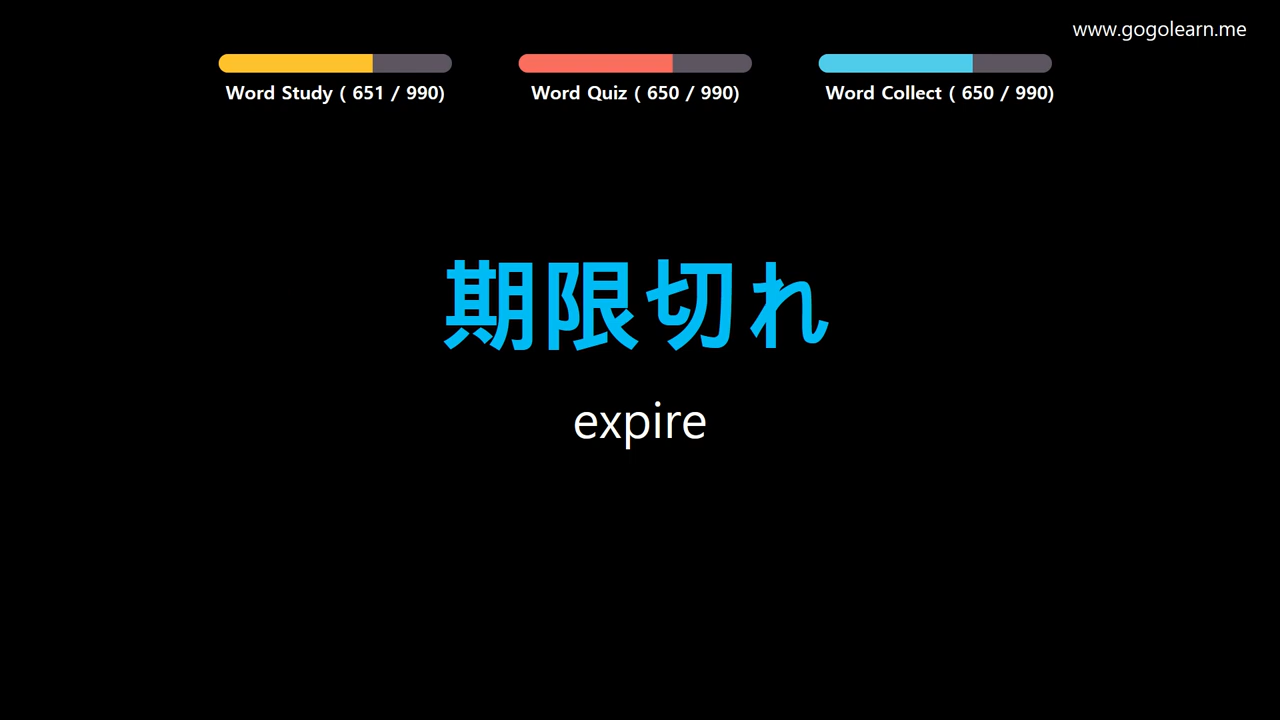 www.gogolearn.me
Word Study ( 651 / 990)
Word Quiz ( 650 / 990)
Word Collect ( 650 / 990)
期限切れ
expire